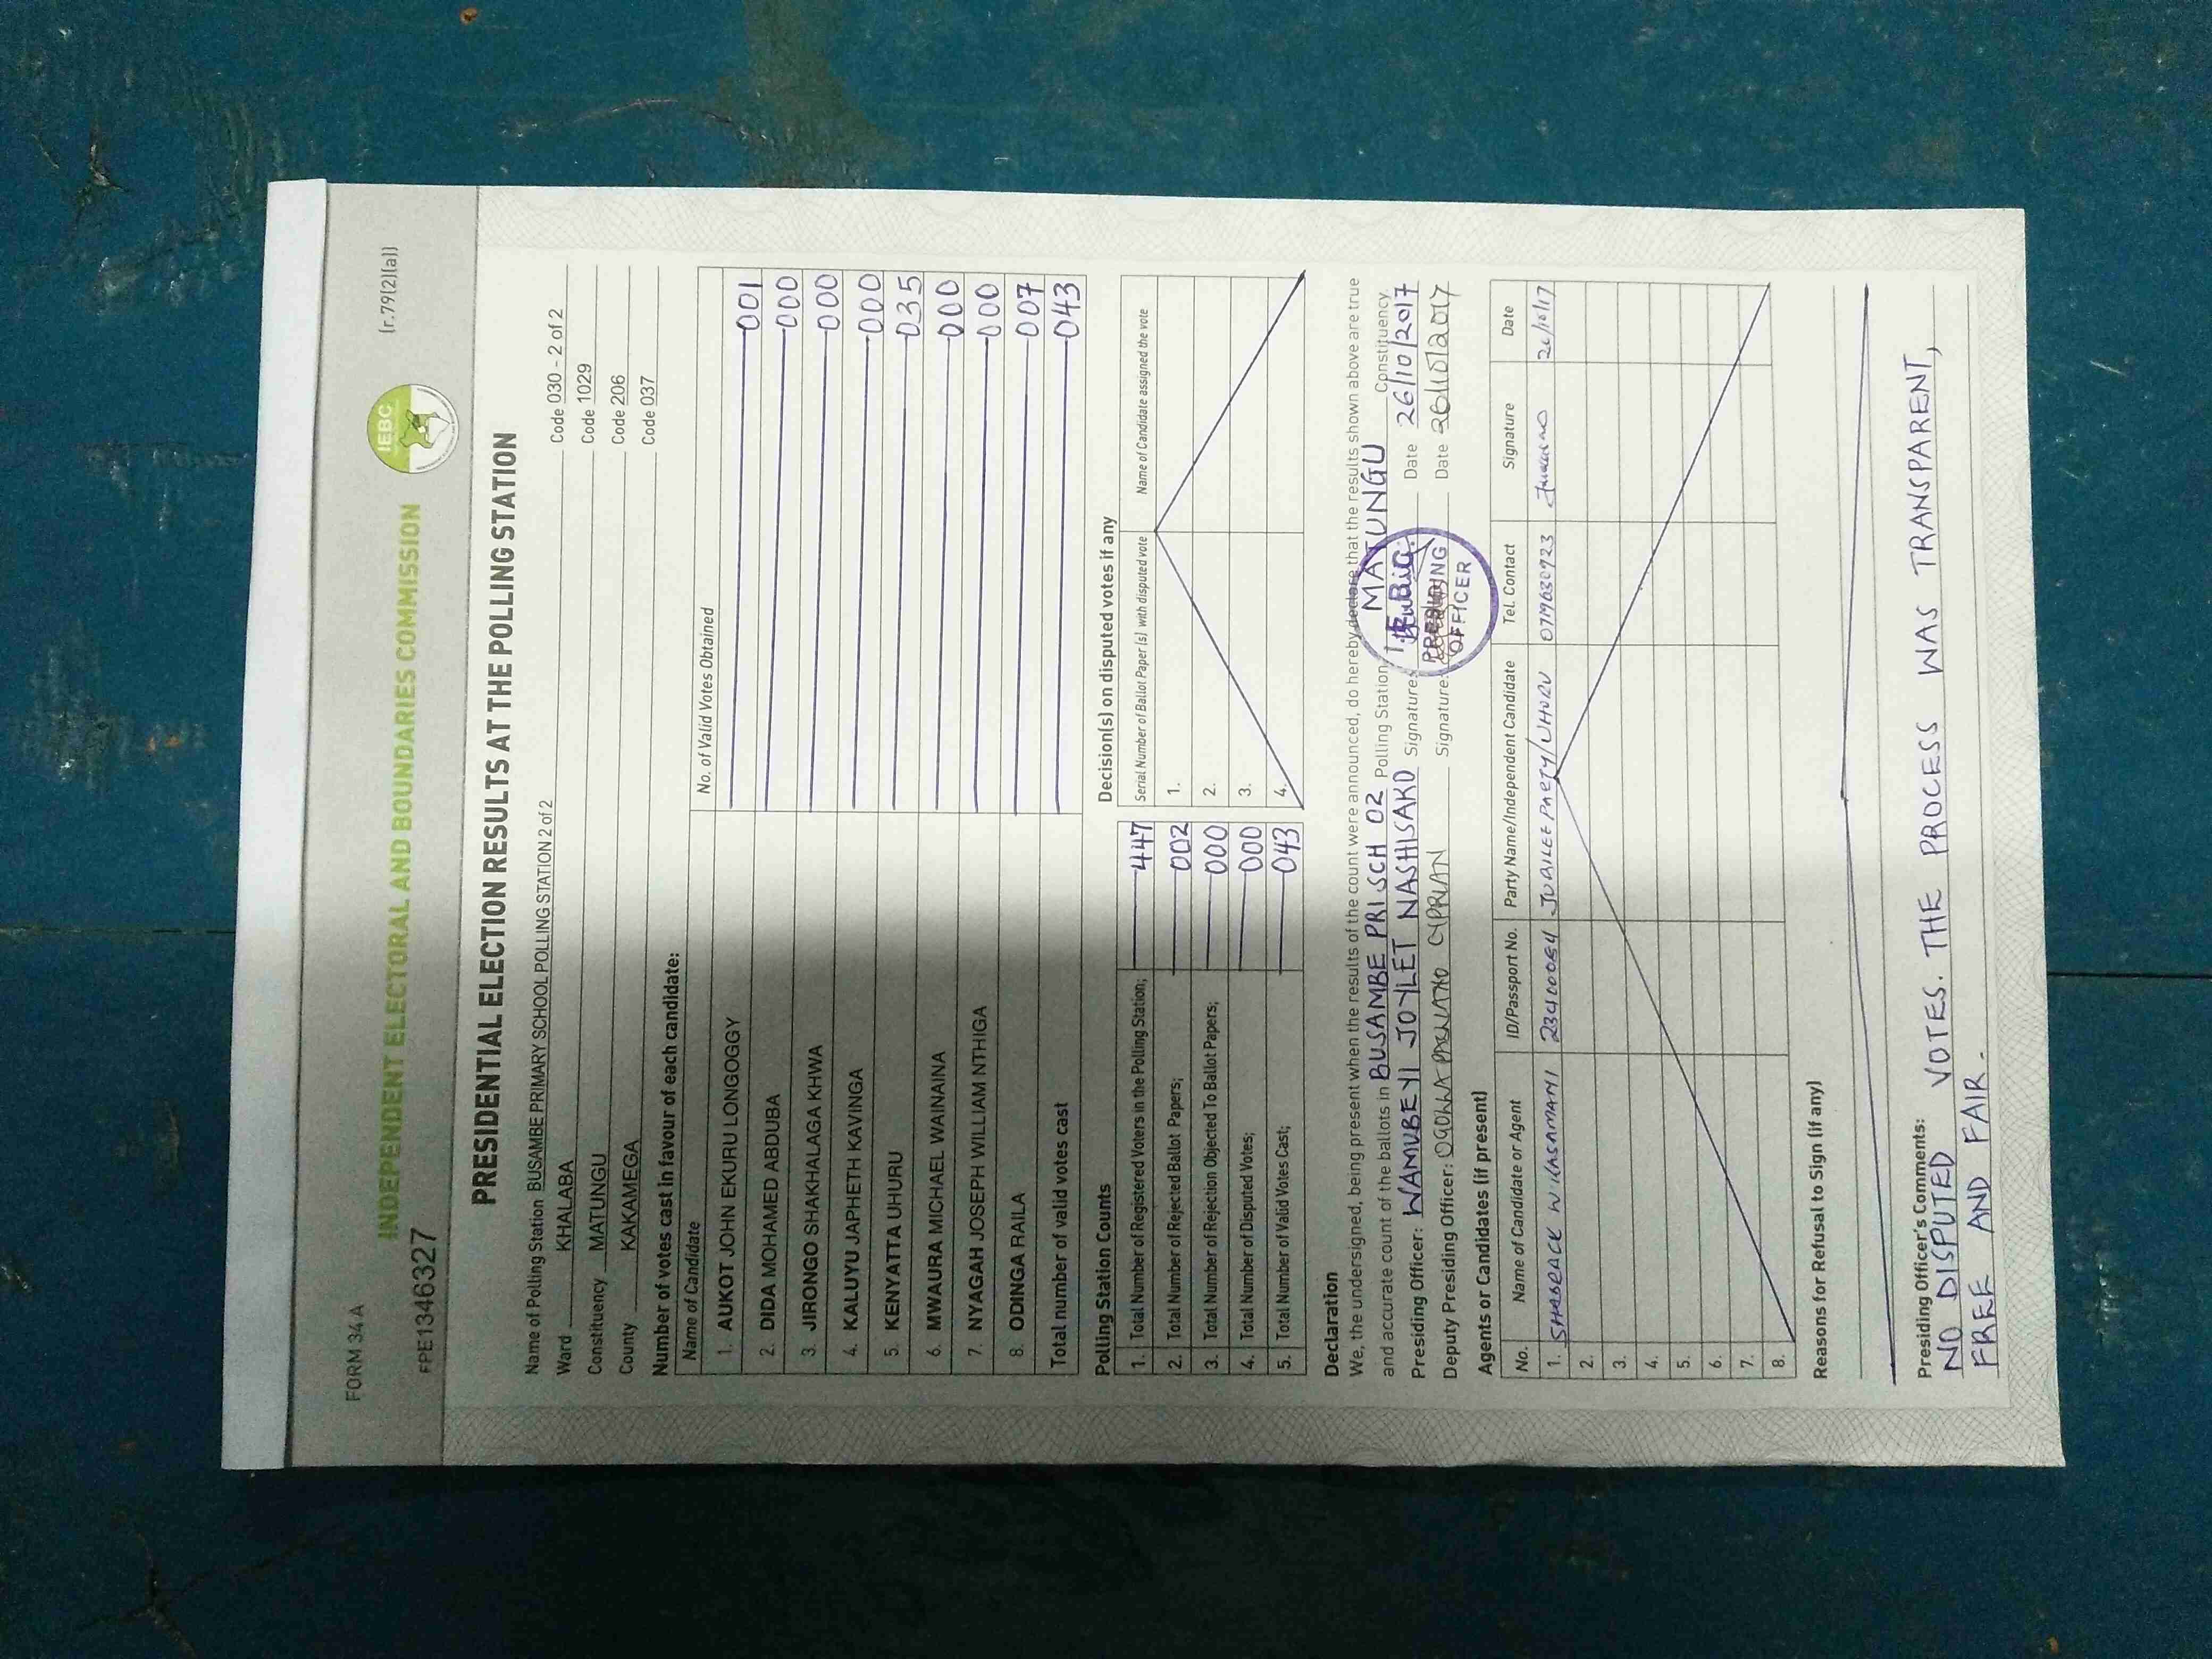 FORM 34 A
(r.79(2)(a))
IEBC
INDEPENDENT ELECTORAL AND BOUNDARIES COMMISSION
FPE1346327
PRESIDENTIAL ELECTION RESULTS AT THE POLLING STATION
Name of Polling Station BUSAMBE PRIMARY SCHOOL POLLING STATION 2 of 2 Code 030 - 2 of 2
Ward KHALABA Code 1029
Constituency MATUNGU Code 206
County KAKAMEGA Code 037
Number of votes cast in favour of each candidate:
Name of Candidate No. of Valid Votes Obtained
1. AUKOT JOHN EKURU LONGOGGY 001
2. DIDA MOHAMED ABDUBA 000
3. JIRONGO SHAKHALAGA KHWA 000
4. KALUYU JAPHETH KAVINGA 000
5. KENYATTA UHURU 035
6. MWAURA MICHAEL WAINAINA 000
7. NYAGAH JOSEPH WILLIAM NTHIGA 000
8. ODINGA RAILA 007
Total number of valid votes cast 043
Polling Station Counts
1. Total Number of Registered Voters in the Polling Station; 447
2. Total Number of Rejected Ballot Papers; 002
3. Total Number of Rejection Objected To Ballot Papers; 000
4. Total Number of Disputed Votes; 000
5. Total Number of Valid Votes Cast; 043
Decision(s) on disputed votes if any
Serial Number of Ballot Paper (s) with disputed vote Name of Candidate assigned the vote
1.
2.
3.
4.
Declaration
We, the undersigned, being present when the results of the count were announced, do hereby declare that the results shown above are true
and accurate count of the ballots in BUSAMBE PRI SCH 02 Polling Station MATUNGU Constituency
Presiding Officer: WAMUBEYI JOYLET NASHISAKO Signature: Date 26/10/2017
Deputy Presiding Officer: OGOLLA CYPRIAN Signature: Date 26/10/2017
PRESIDING
OFFICER
Agents or Candidates (if present)
No. Name of Candidate or Agent ID/Passport No. Party Name/Independent Candidate Tel. Contact Signature Date
1. SHADRACK JUBILEE PARTY/UHURU 26/10/17
2.
3.
4.
5.
6.
7.
8.
Reasons for Refusal to Sign (if any)
Presiding Officer's Comments:
NO DISPUTED VOTES. THE PROCESS WAS TRANSPARENT,
FREE AND FAIR.